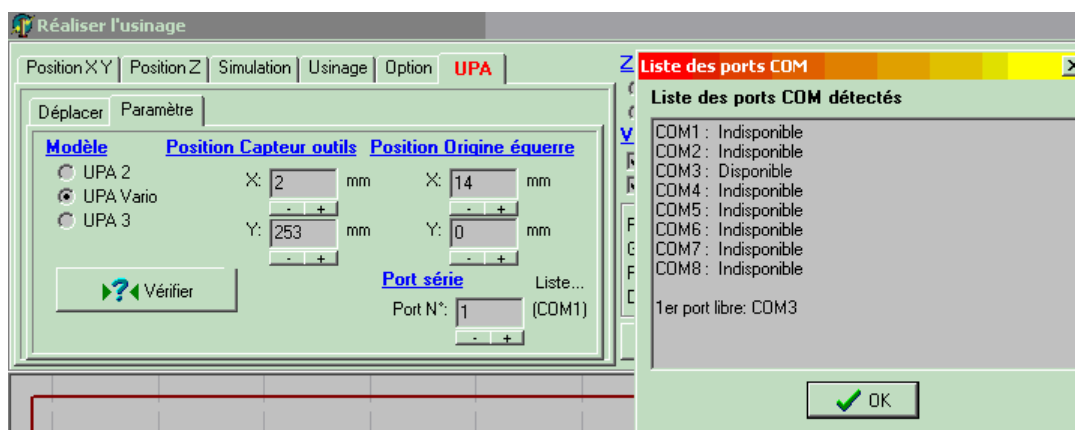 Réaliser l'usinage
Position X Y Position Z Simulation Usinage Option UPA
Déplacer Paramètre
Modèle
UPA 2
UPA Vario
UPA 3
Vérifier
Position Capteur outils
X: 2 mm
- +
Y: 253 mm
- +
Position Origine équerre
X: 14 mm
- +
Y: 0 mm
- +
Port série
Liste...
Port N°: 1 (COM1)
- +
Z
V
Liste des ports COM
Liste des ports COM détectés
COM1 : Indisponible
COM2 : Indisponible
COM3 : Disponible
COM4 : Indisponible
COM5 : Indisponible
COM6 : Indisponible
COM7 : Indisponible
COM8 : Indisponible
1er port libre: COM3
OK